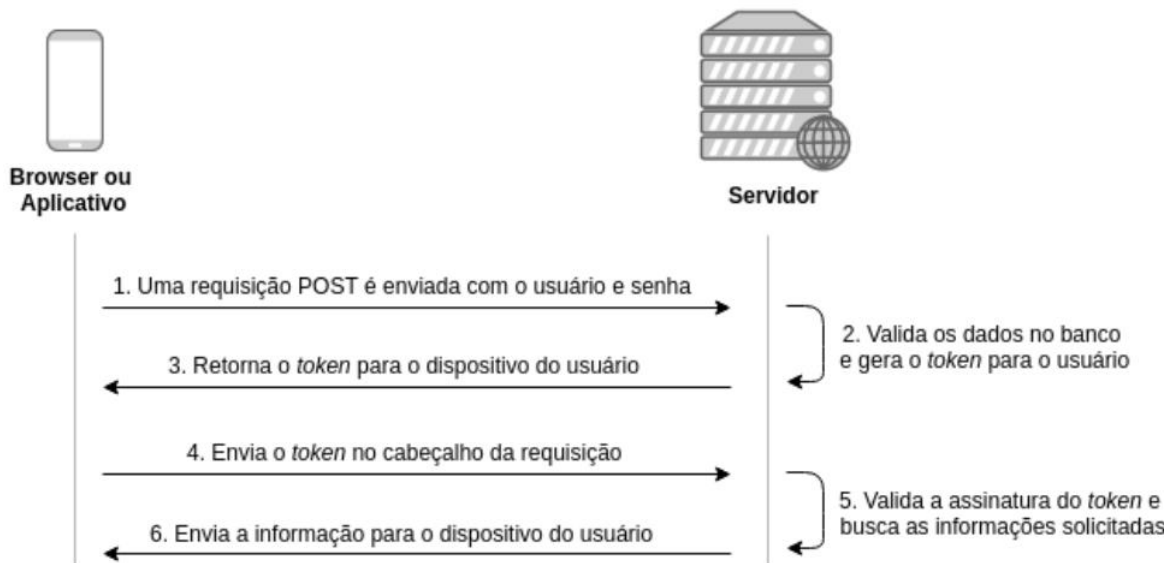 Browser ou
Aplicativo
Servidor
1. Uma requisição POST é enviada com o usuário e senha
2. Valida os dados no banco
e gera o token para o usuário
3. Retorna o token para o dispositivo do usuário
4. Envia o token no cabeçalho da requisição
5. Valida a assinatura do token e
busca as informações solicitadas
6. Envia a informação para o dispositivo do usuário